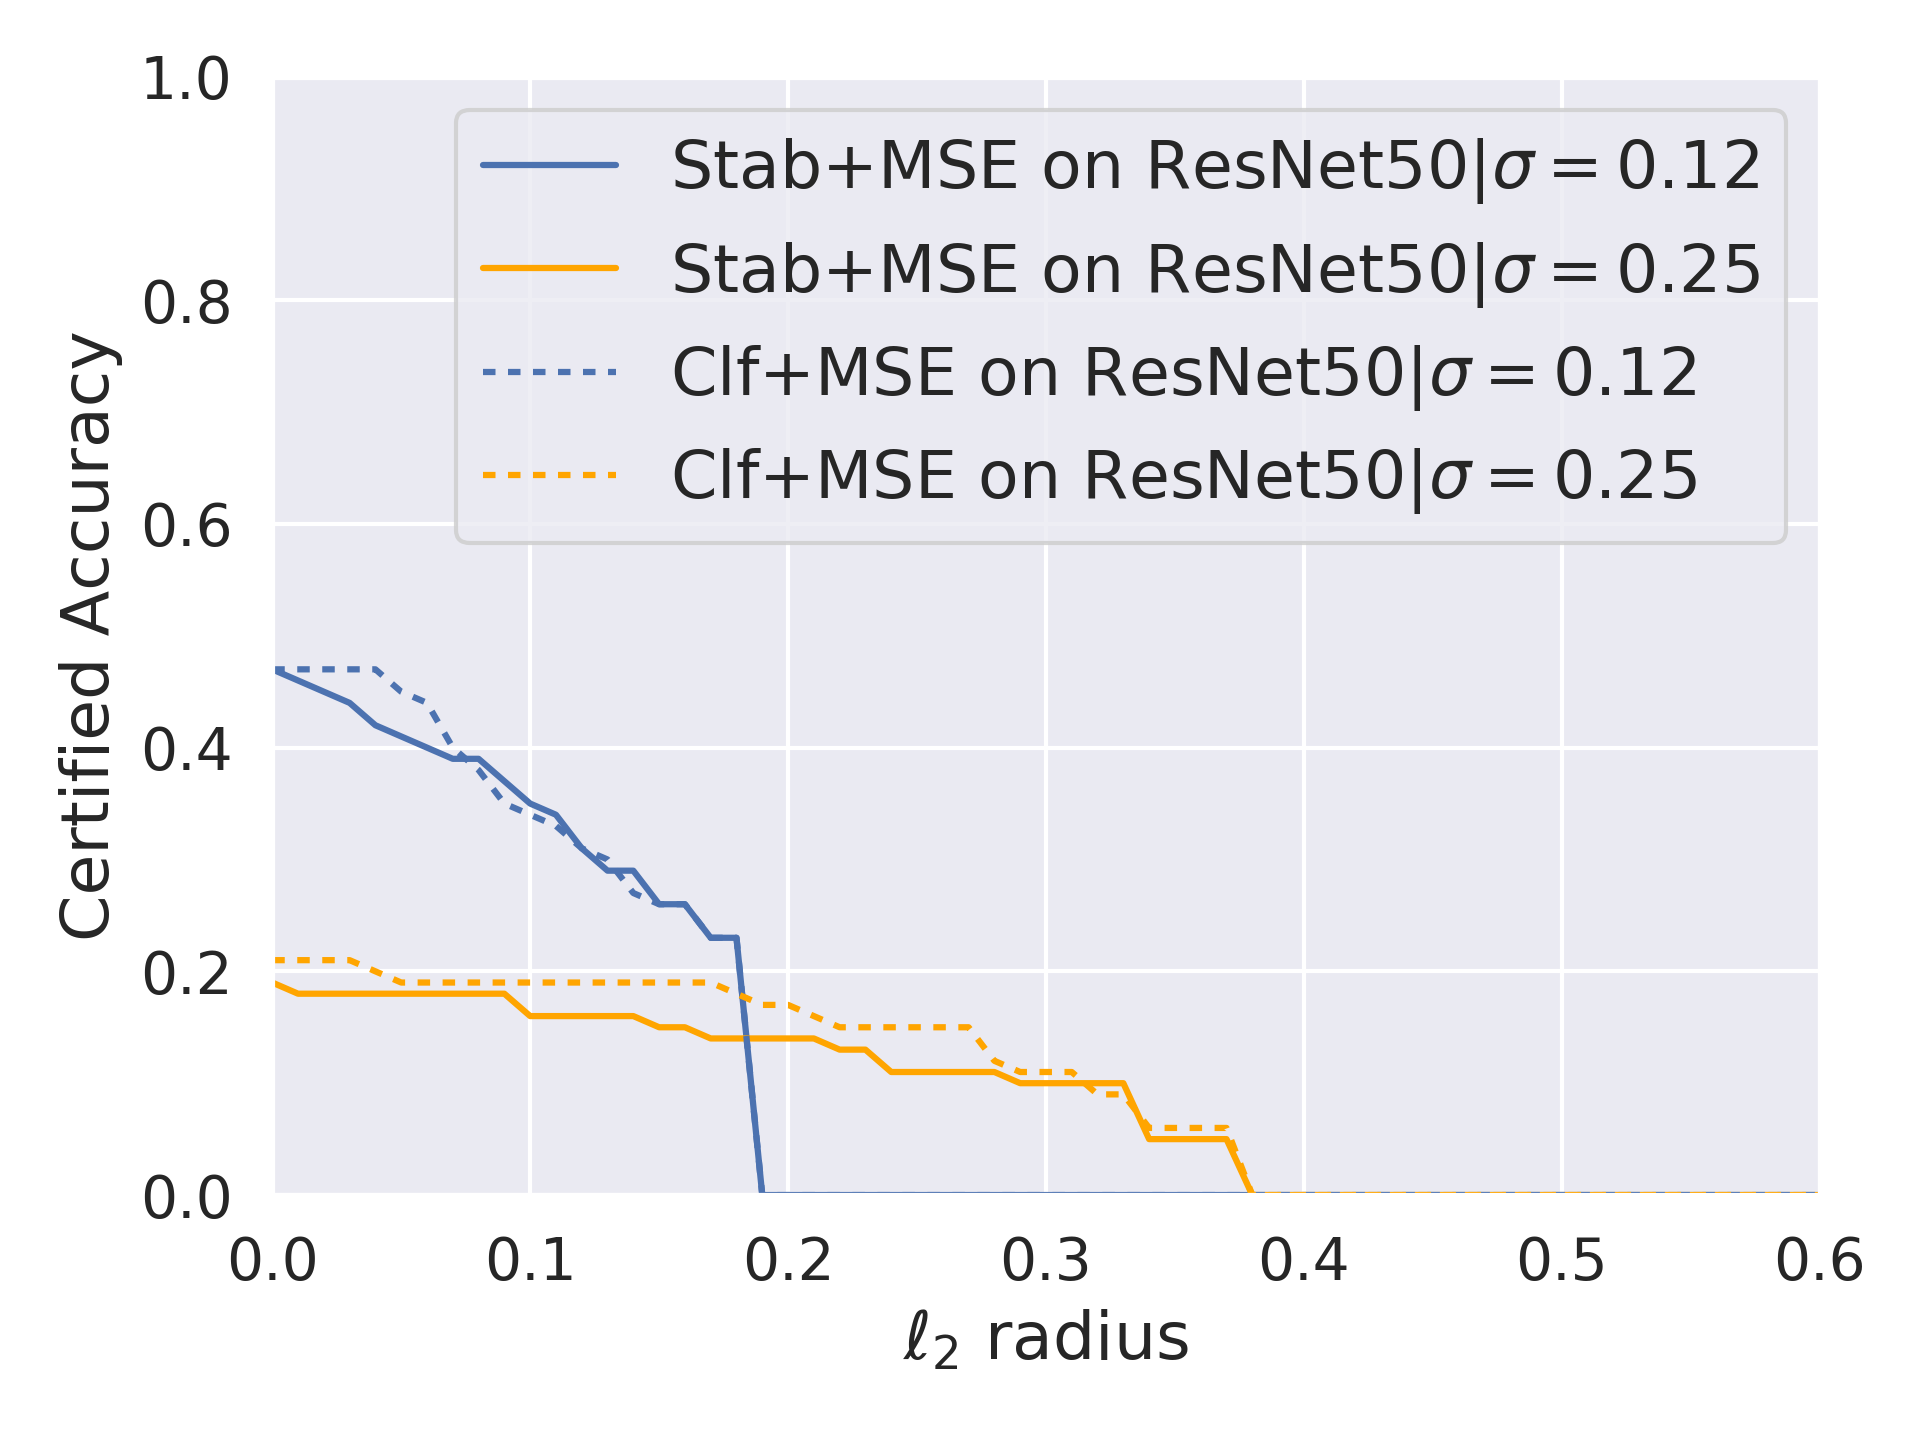 Stab+MSE on ResNet50|σ = 0.12
Stab+MSE on ResNet50|σ = 0.25
Clf+MSE on ResNet50|σ = 0.12
Clf+MSE on ResNet50|σ = 0.25
Certified Accuracy
1.0
0.8
0.6
0.4
0.2
0.0
0.0 0.1 0.2 0.3 0.4 0.5 0.6
ℓ₂ radius